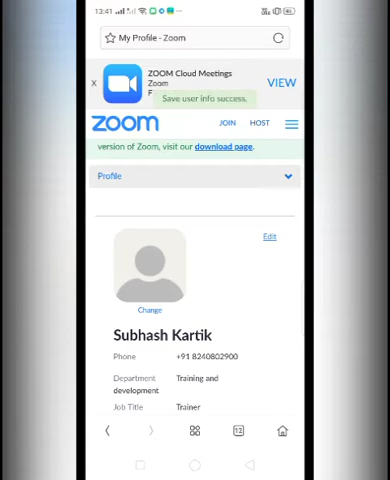 13:41
My Profile - Zoom
X
ZOOM Cloud Meetings
Zoom
F
VIEW
Save user info success.
zoom
JOIN
HOST
version of Zoom, visit our download page.
Profile
Edit
Change
Subhash Kartik
Phone +91 8240802900
Department Training and
development
Job Title Trainer
12